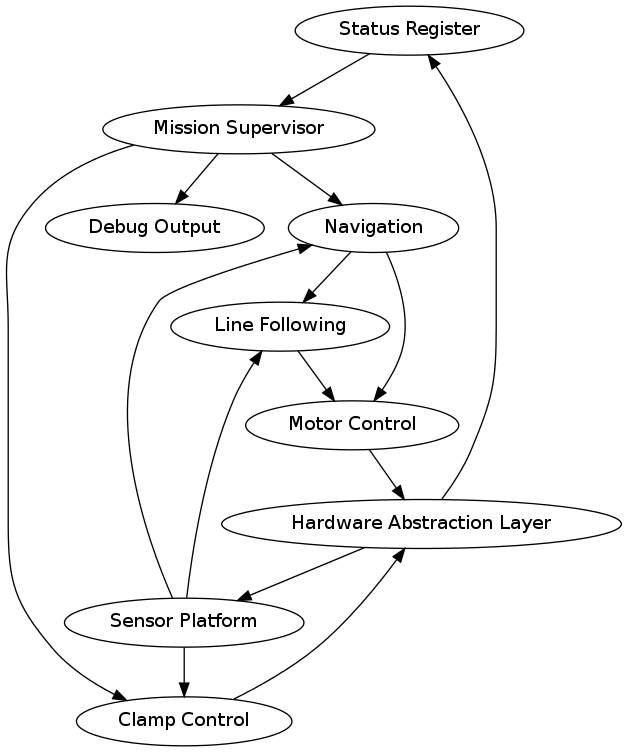 Status Register
Mission Supervisor
Debug Output
Navigation
Line Following
Motor Control
Hardware Abstraction Layer
Sensor Platform
Clamp Control